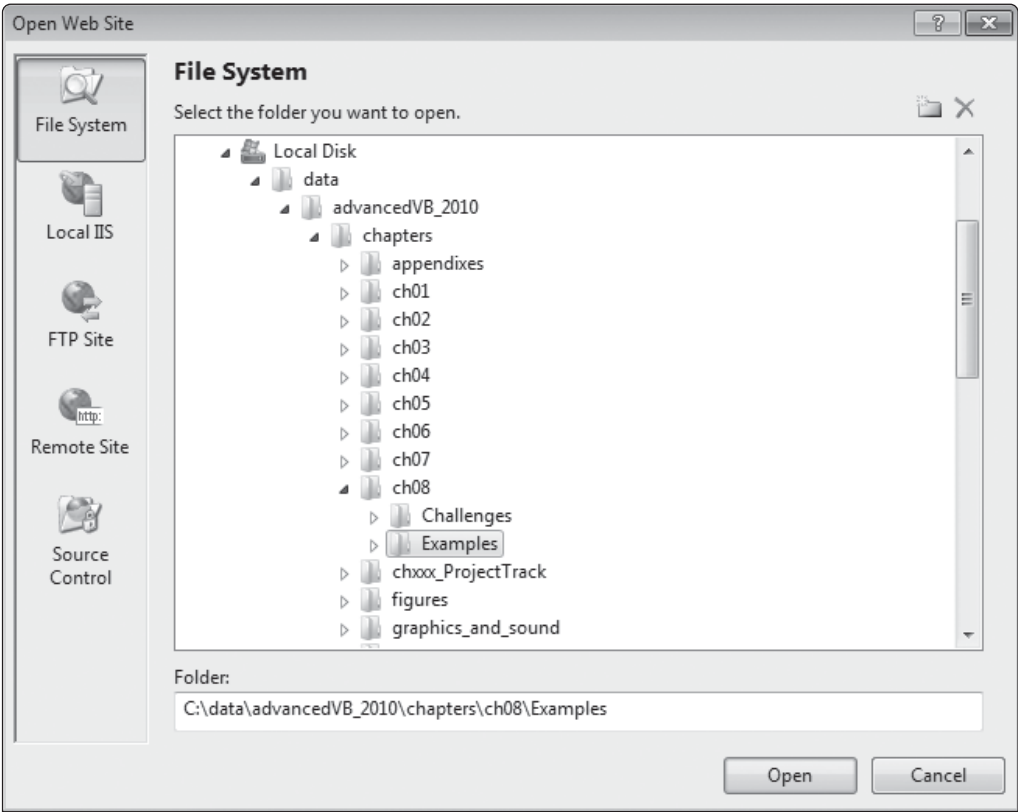 Open Web Site
?
File System
Local IIS
FTP Site
http:
Remote Site
Source
Control
File System
Select the folder you want to open.
Local Disk
data
advancedVB_2010
chapters
appendixes
ch01
ch02
ch03
ch04
ch05
ch06
ch07
ch08
Challenges
Examples
chxxx_ProjectTrack
figures
graphics_and_sound
Folder:
C:\data\advancedVB_2010\chapters\ch08\Examples
Open
Cancel